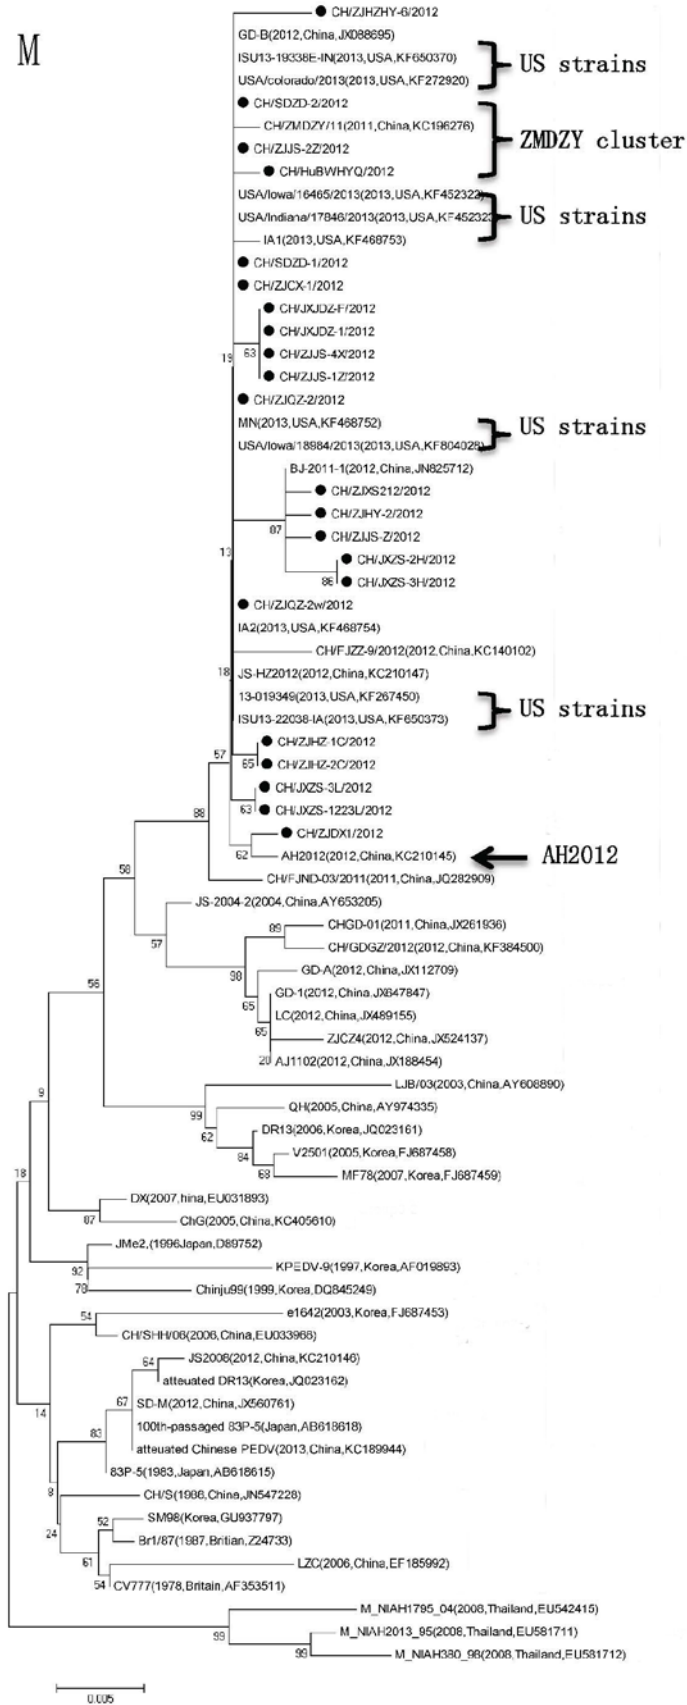 M
CH/ZJHZHY-6/2012
GD-B(2012,China,JX088695)
ISU13-19338E-IN(2013,USA,KF650370)
USA/colorado/2013(2013,USA,KF272920)
US strains
CH/SDZD-2/2012
CH/ZMDZY/11(2011,China,KC196276)
CH/ZJJS-2Z/2012
CH/HuBWHYQ/2012
ZMDZY cluster
USA/Iowa/16465/2013(2013,USA,KF452322)
USA/Indiana/17846/2013(2013,USA,KF452323
IA1(2013,USA,KF468753)
US strains
CH/SDZD-1/2012
CH/ZJCX-1/2012
CH/JXJDZ-F/2012
CH/JXJDZ-1/2012
CH/ZJJS-4X/2012
CH/ZJJS-1Z/2012
63
19
CH/ZJQZ-2/2012
MN(2013,USA,KF468752)
USA/Iowa/18984/2013(2013,USA,KF804028)
US strains
BJ-2011-1(2012,China,JN825712)
CH/ZJXS212/2012
CH/ZJHY-2/2012
CH/ZJJS-Z/2012
87
CH/JXZS-2H/2012
CH/JXZS-3H/2012
86
13
CH/ZJQZ-2w/2012
IA2(2013,USA,KF468754)
CH/FJZZ-9/2012(2012,China,KC140102)
JS-HZ2012(2012,China,KC210147)
18
13-019349(2013,USA,KF267450)
ISU13-22038-IA(2013,USA,KF650373)
US strains
CH/ZJHZ-1C/2012
CH/ZJHZ-2C/2012
65
57
CH/JXZS-3L/2012
CH/JXZS-1223L/2012
63
88
CH/ZJDX1/2012
AH2012(2012,China,KC210145)
62
AH2012
CH/FJND-03/2011(2011,China,JQ282909)
58
JS-2004-2(2004,China,AY653205)
CHGD-01(2011,China,JX261936)
89
CH/GDGZ/2012(2012,China,KF384500)
57
98
GD-A(2012,China,JX112709)
GD-1(2012,China,JX647847)
65
LC(2012,China,JX489155)
65
ZJCZ4(2012,China,JX524137)
20
AJ1102(2012,China,JX188454)
56
LJB/03(2003,China,AY608890)
99
QH(2005,China,AY974335)
62
DR13(2006,Korea,JQ023161)
84
V2501(2005,Korea,FJ687458)
68
MF78(2007,Korea,FJ687459)
9
18
DX(2007,hina,EU031893)
87
ChG(2005,China,KC405610)
JMe2,(1996Japan,D89752)
92
KPEDV-9(1997,Korea,AF019893)
78
Chinju99(1999,Korea,DQ845249)
e1642(2003,Korea,FJ687453)
54
CH/SHH/06(2006,China,EU033966)
JS2008(2012,China,KC210146)
64
atteuated DR13(Korea,JQ023162)
67
SD-M(2012,China,JX560761)
14
100th-passaged 83P-5(Japan,AB618618)
83
atteuated Chinese PEDV(2013,China,KC189944)
83P-5(1983,Japan,AB618615)
8
CH/S(1986,China,JN547228)
24
SM98(Korea,GU937797)
52
Br1/87(1987,Britian,Z24733)
61
LZC(2006,China,EF185992)
54
CV777(1978,Britain,AF353511)
M_NIAH1795_04(2008,Thailand,EU542415)
99
M_NIAH2013_95(2008,Thailand,EU581711)
99
M_NIAH380_98(2008,Thailand,EU581712)
0.005